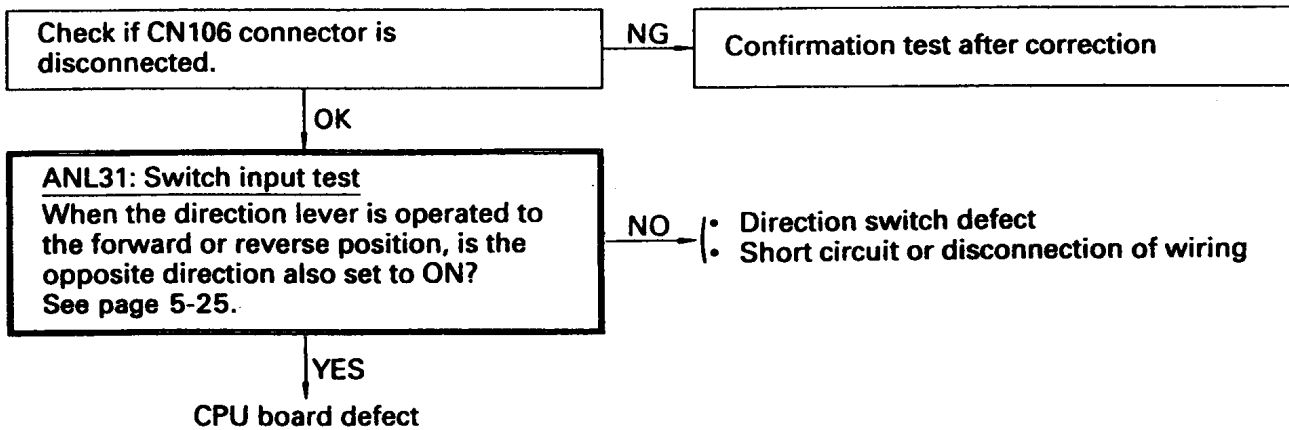 Check if CN106 connector is
disconnected.
NG
Confirmation test after correction
OK
ANL31: Switch input test
When the direction lever is operated to
the forward or reverse position, is the
opposite direction also set to ON?
See page 5-25.
NO
• Direction switch defect
• Short circuit or disconnection of wiring
YES
CPU board defect